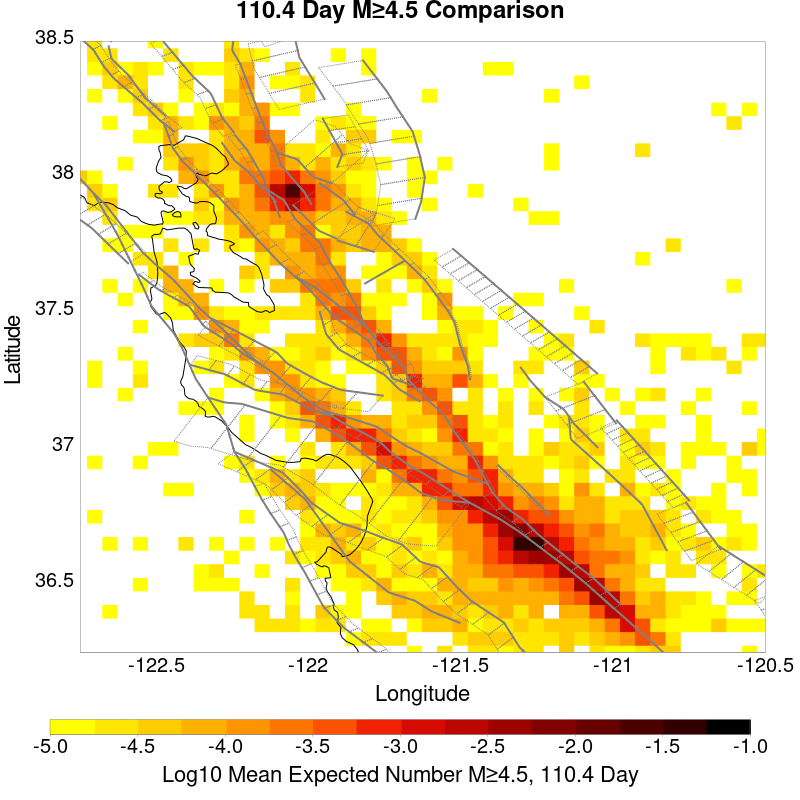 110.4 Day M≥4.5 Comparison
38.5
38
37.5
37
36.5
Latitude
-122.5 -122 -121.5 -121 -120.5
Longitude
-5.0 -4.5 -4.0 -3.5 -3.0 -2.5 -2.0 -1.5 -1.0
Log10 Mean Expected Number M≥4.5, 110.4 Day